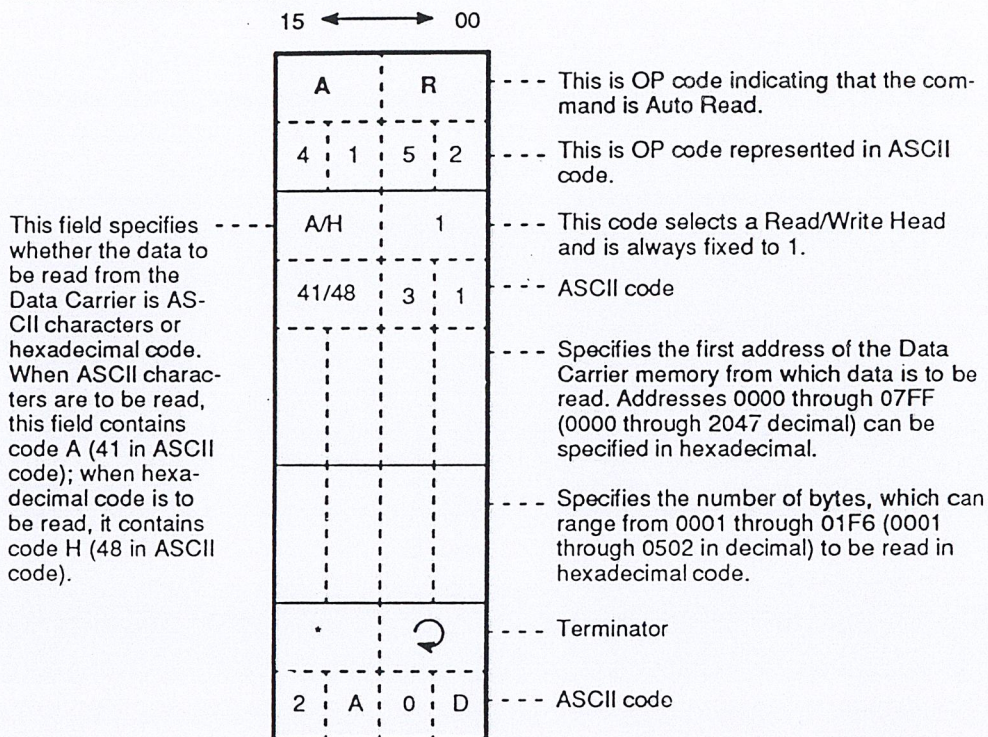 15 00
A R
This is OP code indicating that the com-
mand is Auto Read.
4 1 5 2
This is OP code represented in ASCII
code.
This field specifies
whether the data to
be read from the
Data Carrier is AS-
CII characters or
hexadecimal code.
When ASCII charac-
ters are to be read,
this field contains
code A (41 in ASCII
code); when hexa-
decimal code is to
be read, it contains
code H (48 in ASCII
code).
A/H 1
This code selects a Read/Write Head
and is always fixed to 1.
41/48 3 1
ASCII code
Specifies the first address of the Data
Carrier memory from which data is to be
read. Addresses 0000 through 07FF
(0000 through 2047 decimal) can be
specified in hexadecimal.
Specifies the number of bytes, which can
range from 0001 through 01F6 (0001
through 0502 in decimal) to be read in
hexadecimal code.
*
Terminator
2 A 0 D
ASCII code